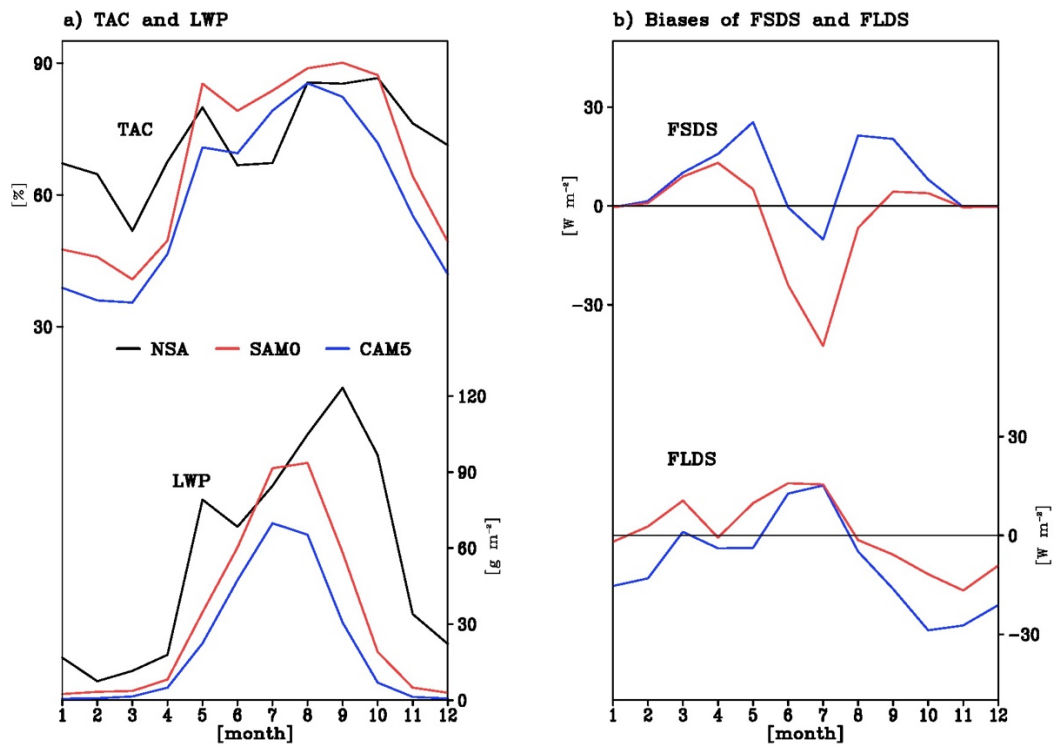 a) TAC and LWP
90
TAC
60
[%]
30
NSA SAM0 CAM5
120
LWP
90
60
[g m⁻²]
30
0
1 2 3 4 5 6 7 8 9 10 11 12
[month]
b) Biases of FSDS and FLDS
30
FSDS
0
[W m⁻²]
−30
30
FLDS
0
[W m⁻²]
−30
1 2 3 4 5 6 7 8 9 10 11 12
[month]